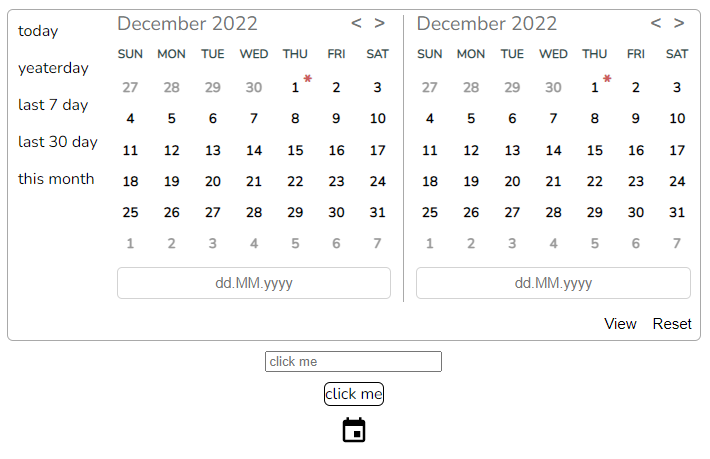 today
yeaterday
last 7 day
last 30 day
this month
December 2022 < >
SUN MON TUE WED THU FRI SAT
27 28 29 30 1* 2 3
4 5 6 7 8 9 10
11 12 13 14 15 16 17
18 19 20 21 22 23 24
25 26 27 28 29 30 31
1 2 3 4 5 6 7
dd.MM.yyyy
December 2022 < >
SUN MON TUE WED THU FRI SAT
27 28 29 30 1* 2 3
4 5 6 7 8 9 10
11 12 13 14 15 16 17
18 19 20 21 22 23 24
25 26 27 28 29 30 31
1 2 3 4 5 6 7
dd.MM.yyyy
View Reset
click me
click me